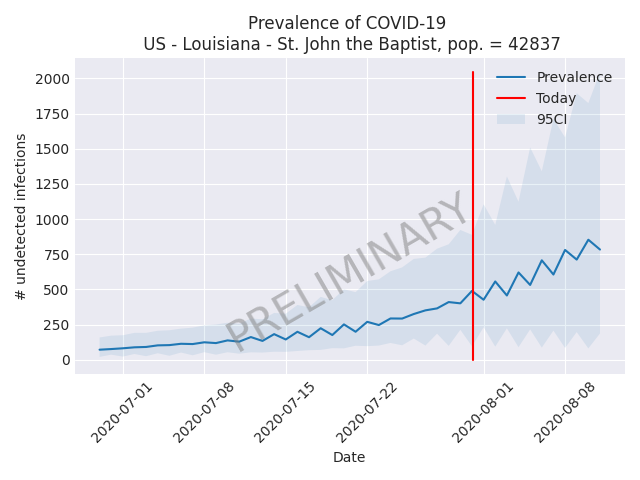 Prevalence of COVID-19
US - Louisiana - St. John the Baptist, pop. = 42837
2000
1750
1500
1250
1000
750
500
250
0
# undetected infections
Prevalence
Today
95CI
PRELIMINARY
2020-07-01
2020-07-08
2020-07-15
2020-07-22
2020-08-01
2020-08-08
Date